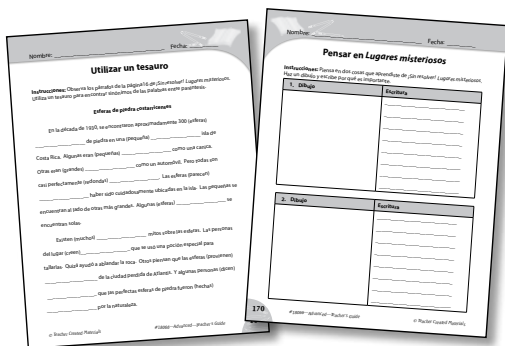 Nombre: Fecha:
Utilizar un tesauro
Instrucciones: Observa los párrafos de la página 16 de ¡Sin resolver! Lugares misteriosos.
Utiliza un tesauro para encontrar sinónimos de las palabras entre paréntesis.
Esferas de piedra costarricenses
En la década de 1930, se encontraron aproximadamente 300 (esferas)
de piedra en una (pequeña) isla de
Costa Rica. Algunas eran (pequeñas) como una canica.
Otras eran (grandes) como un automóvil. Pero todas son
casi perfectamente (redondas) . Las esferas (parecen)
haber sido cuidadosamente ubicadas en la isla. Las pequeñas se
encuentran al lado de otras más grandes. Algunas (esferas) se
encuentran solas.
Existen (muchos) mitos sobre las esferas. Las personas
del lugar (creen) que se usó una poción especial para
tallarlas. Quizá ayudó a ablandar la roca. Otros piensan que las esferas (provienen)
de la ciudad perdida de Atlantis. Y algunas personas (dicen)
que las perfectas esferas de piedra fueron (hechas)
por la naturaleza.
© Teacher Created Materials #18088—Advanced—Teacher's Guide
Nombre: Fecha:
Pensar en Lugares misteriosos
Instrucciones: Piensa en dos cosas que aprendiste de ¡Sin resolver! Lugares misteriosos.
Haz un dibujo y escribe por qué es importante.
1. Dibujo Escritura
2. Dibujo Escritura
170 #18088—Advanced—Teacher's Guide © Teacher Created Materials